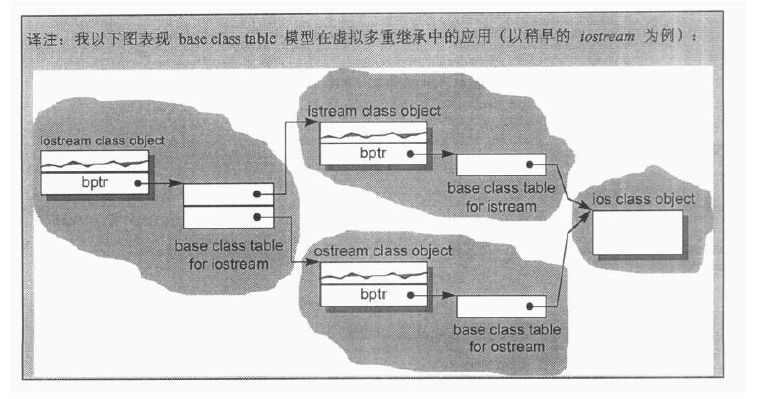 译注：我以下图表现 base class table 模型在虚拟多重继承中的应用（以稍早的 iostream 为例）：
istream class object
iostream class object
bptr
bptr
base class table
for istream
ios class object
base class table
for iostream
ostream class object
bptr
base class table
for ostream